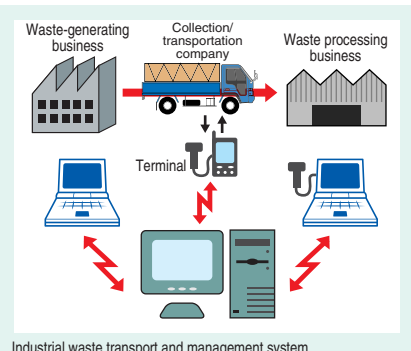 Waste-generating
business
Collection/
transportation
company
Waste processing
business
Terminal
Industrial waste transport and management system